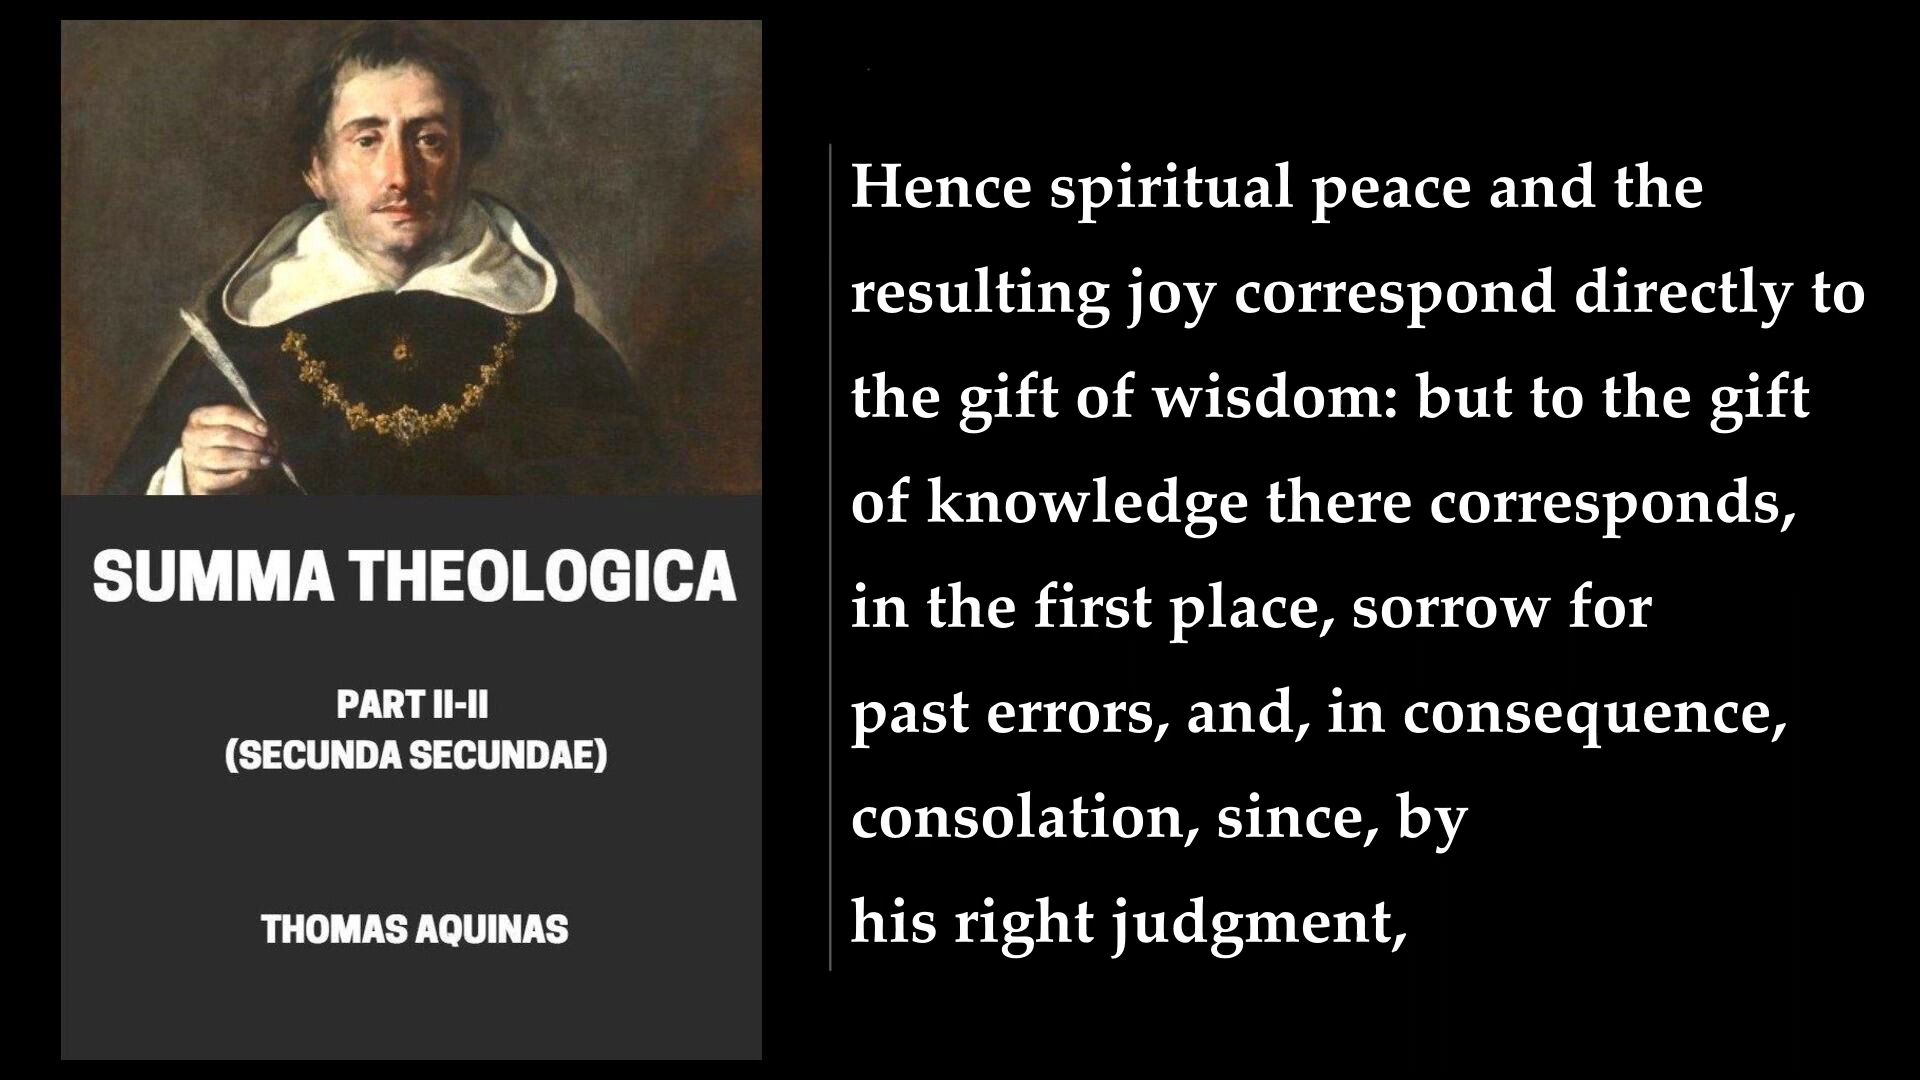 SUMMA THEOLOGICA
PART II-II
(SECUNDA SECUNDAE)
THOMAS AQUINAS
Hence spiritual peace and the
resulting joy correspond directly to
the gift of wisdom: but to the gift
of knowledge there corresponds,
in the first place, sorrow for
past errors, and, in consequence,
consolation, since, by
his right judgment,